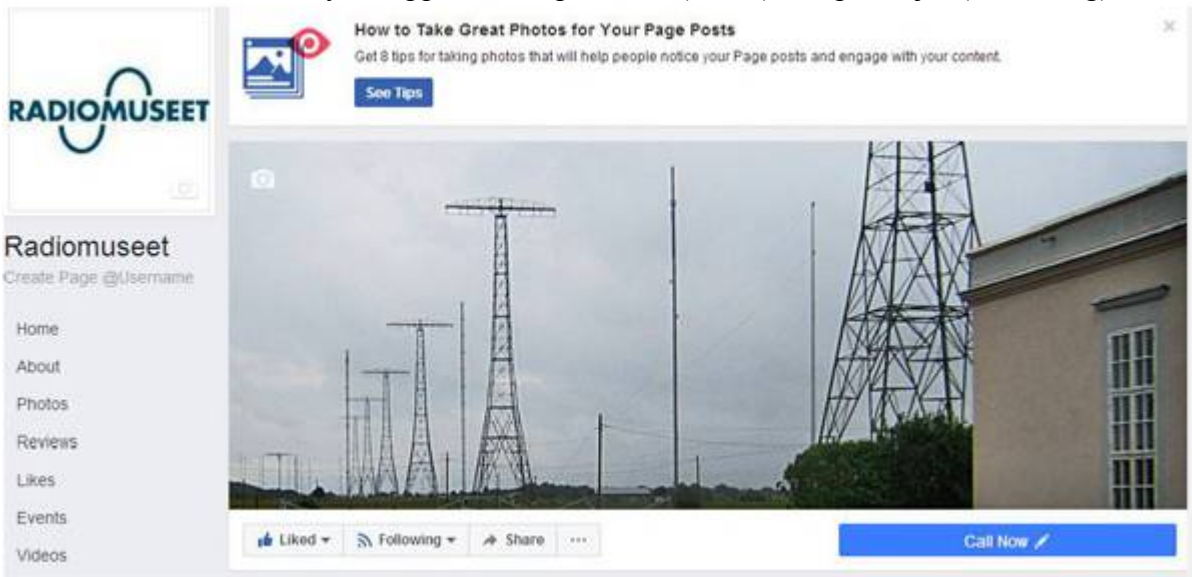 How to Take Great Photos for Your Page Posts
Get 8 tips for taking photos that will help people notice your Page posts and engage with your content.
See Tips
RADIOMUSEET
Radiomuseet
Create Page @Username
Home
About
Photos
Reviews
Likes
Events
Videos
Liked
Following
Share
Call Now